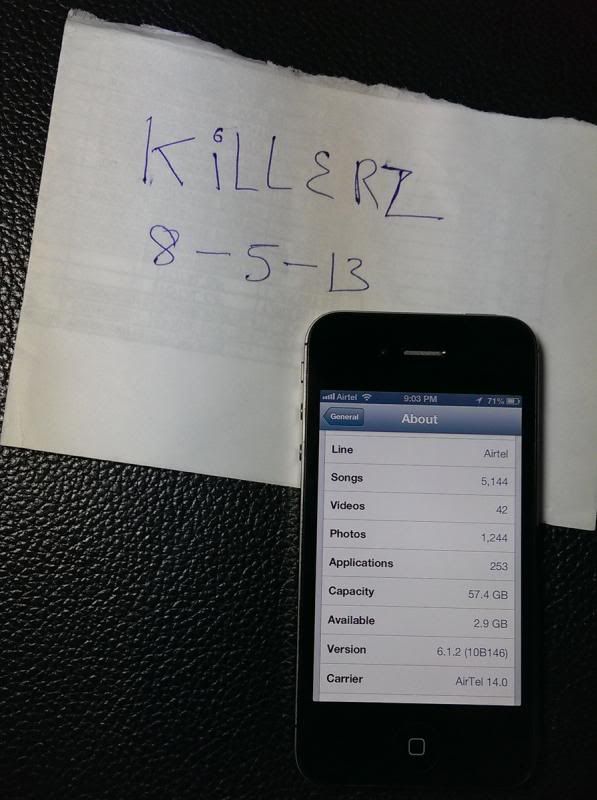 KiLLERZ
8-5-13
Airtel 9:03 PM 71%
General About
Line Airtel
Songs 5,144
Videos 42
Photos 1,244
Applications 253
Capacity 57.4 GB
Available 2.9 GB
Version 6.1.2 (10B146)
Carrier AirTel 14.0